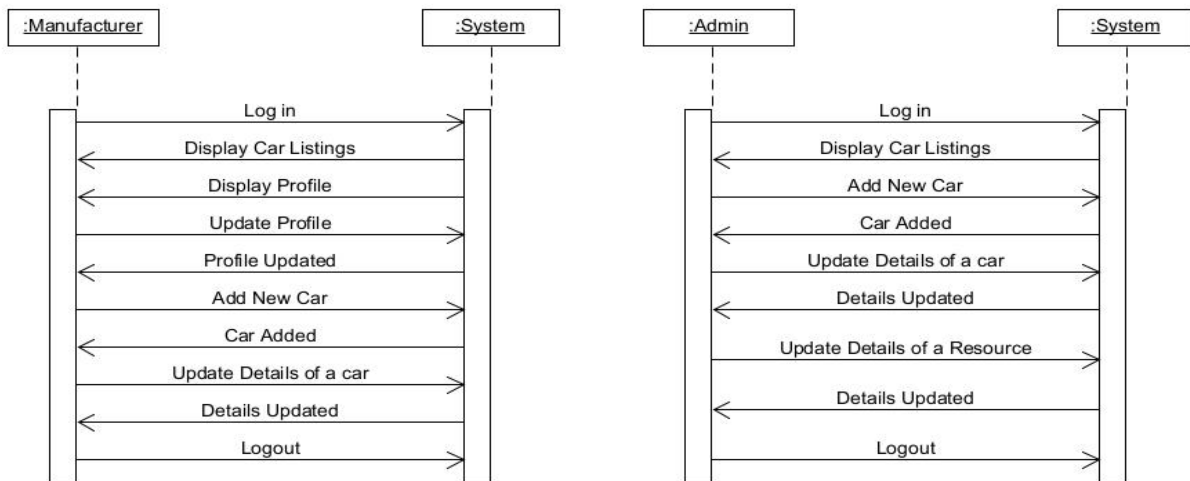 :Manufacturer
:System
Log in
Display Car Listings
Display Profile
Update Profile
Profile Updated
Add New Car
Car Added
Update Details of a car
Details Updated
Logout
:Admin
:System
Log in
Display Car Listings
Add New Car
Car Added
Update Details of a car
Details Updated
Update Details of a Resource
Details Updated
Logout